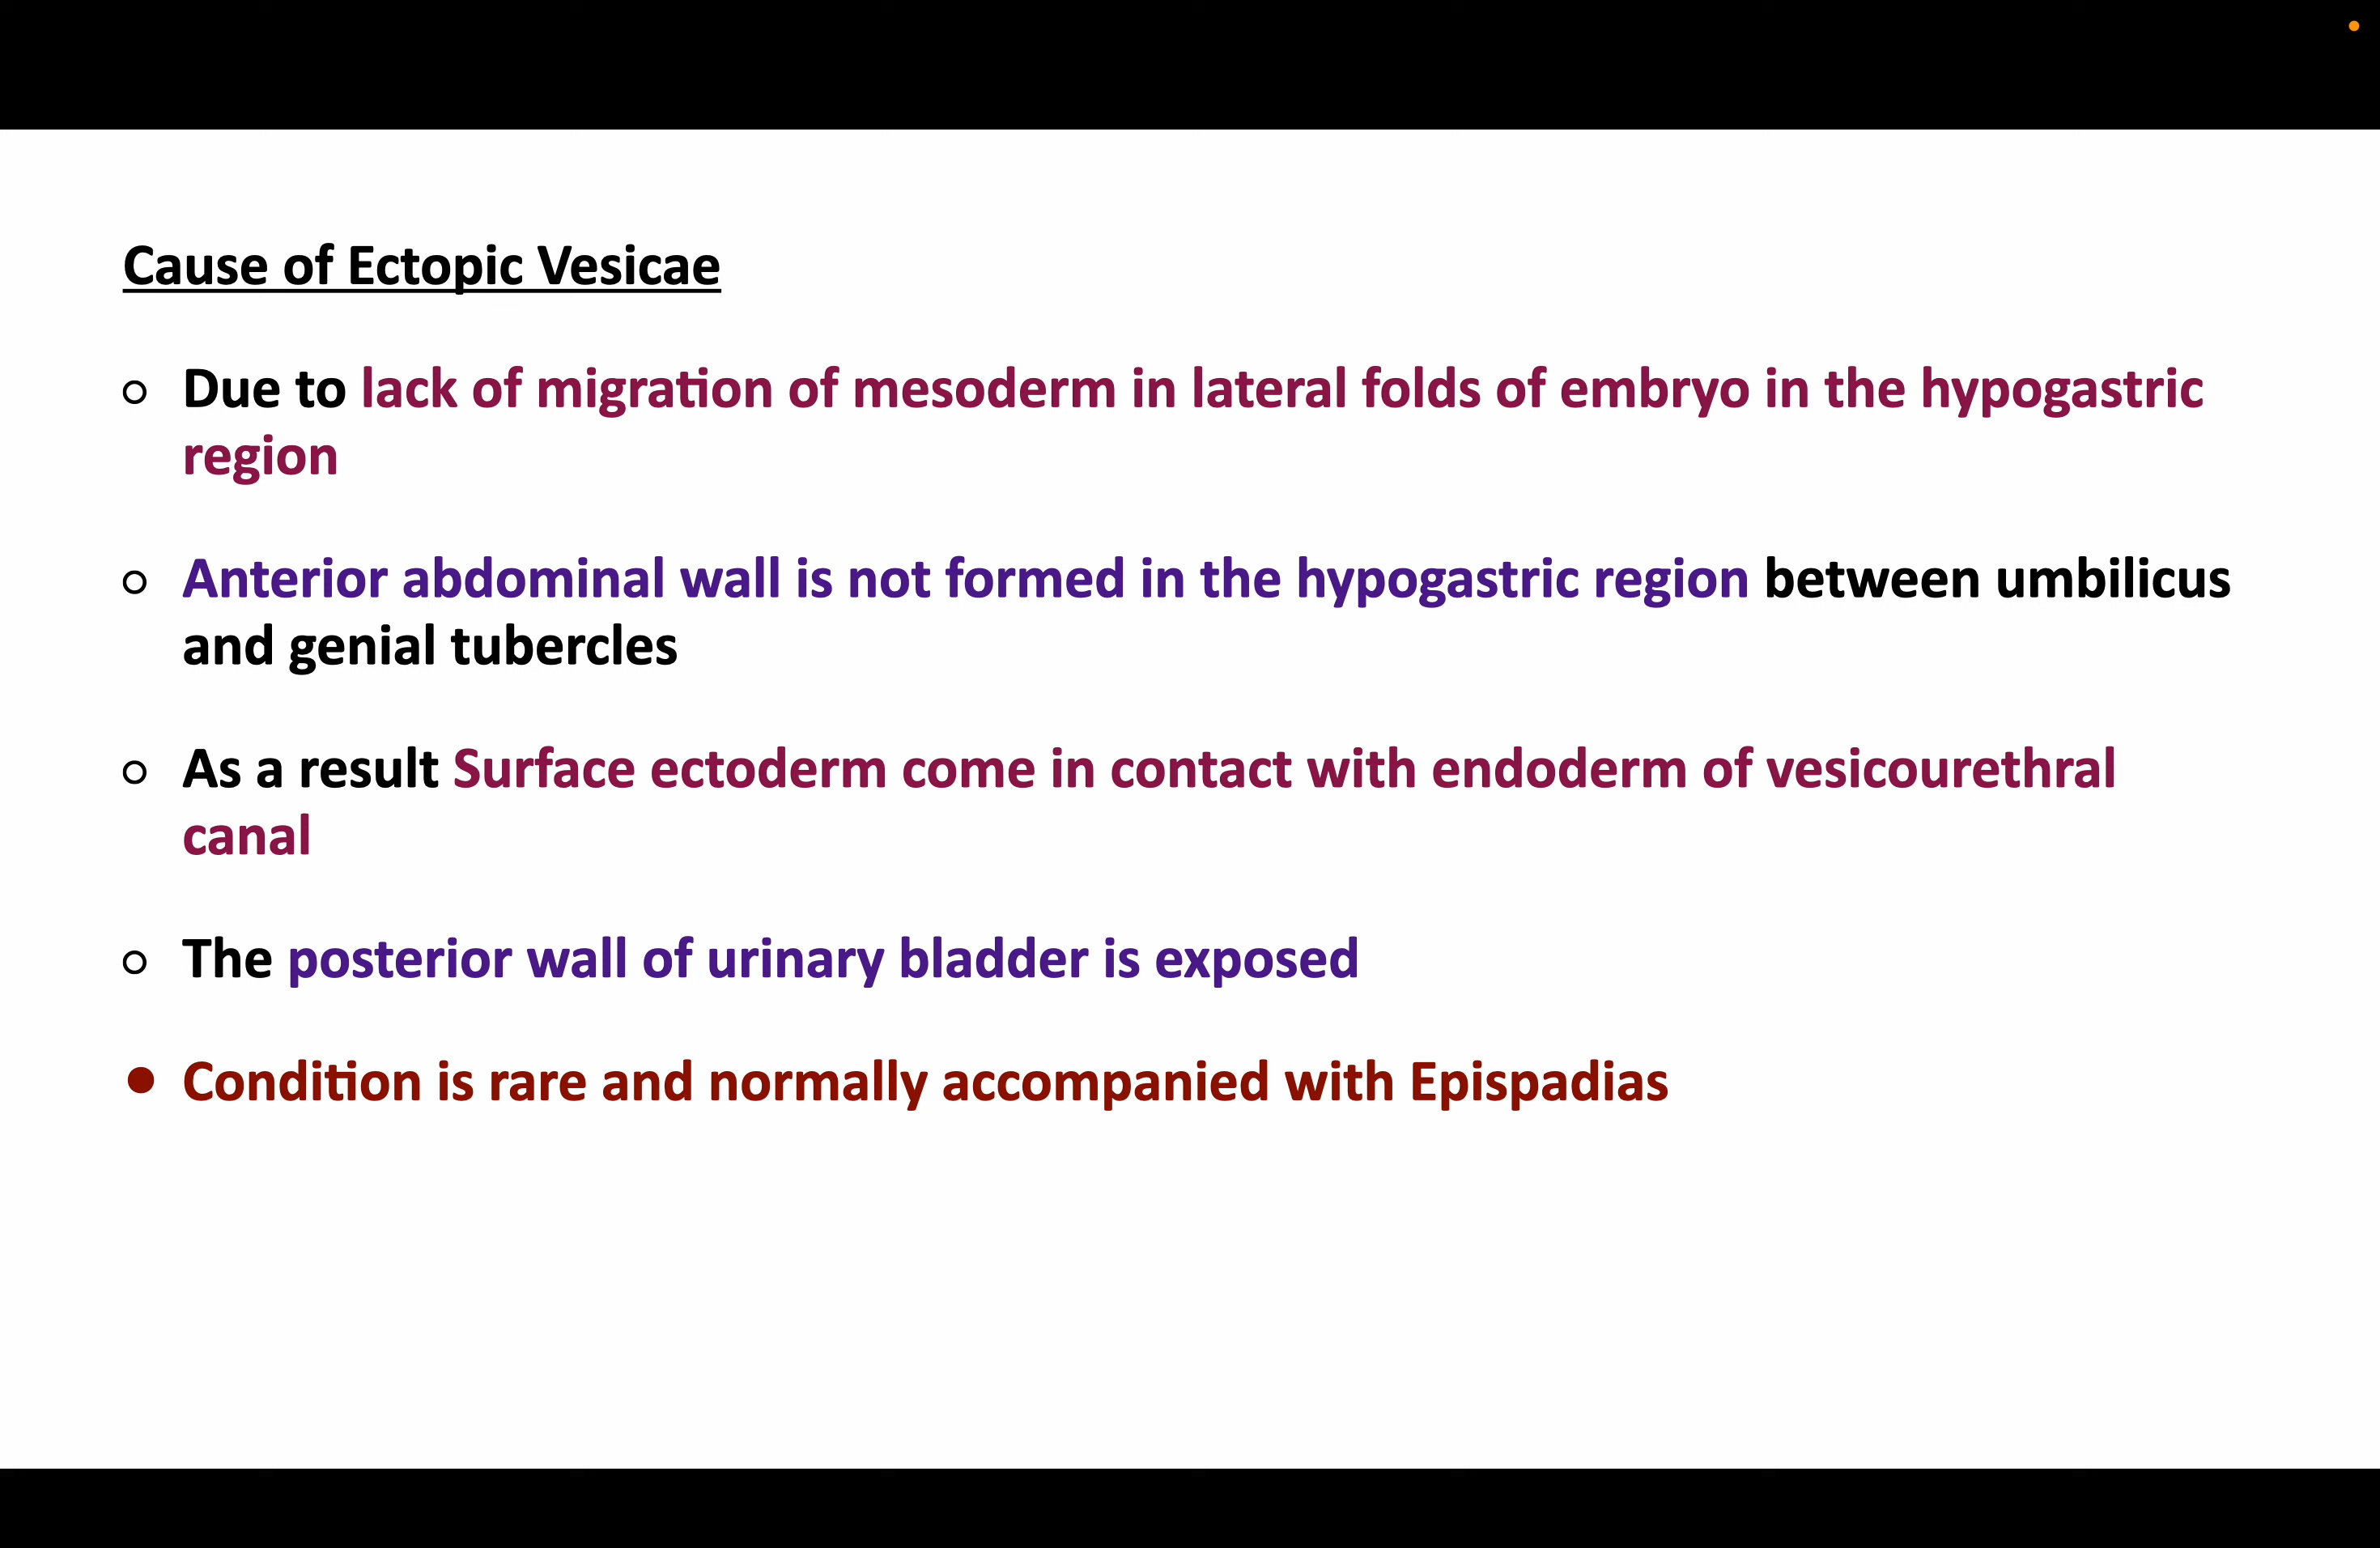 Cause of Ectopic Vesicae
Due to lack of migration of mesoderm in lateral folds of embryo in the hypogastric
region
Anterior abdominal wall is not formed in the hypogastric region between umbilicus
and genial tubercles
As a result Surface ectoderm come in contact with endoderm of vesicourethral
canal
The posterior wall of urinary bladder is exposed
Condition is rare and normally accompanied with Epispadias